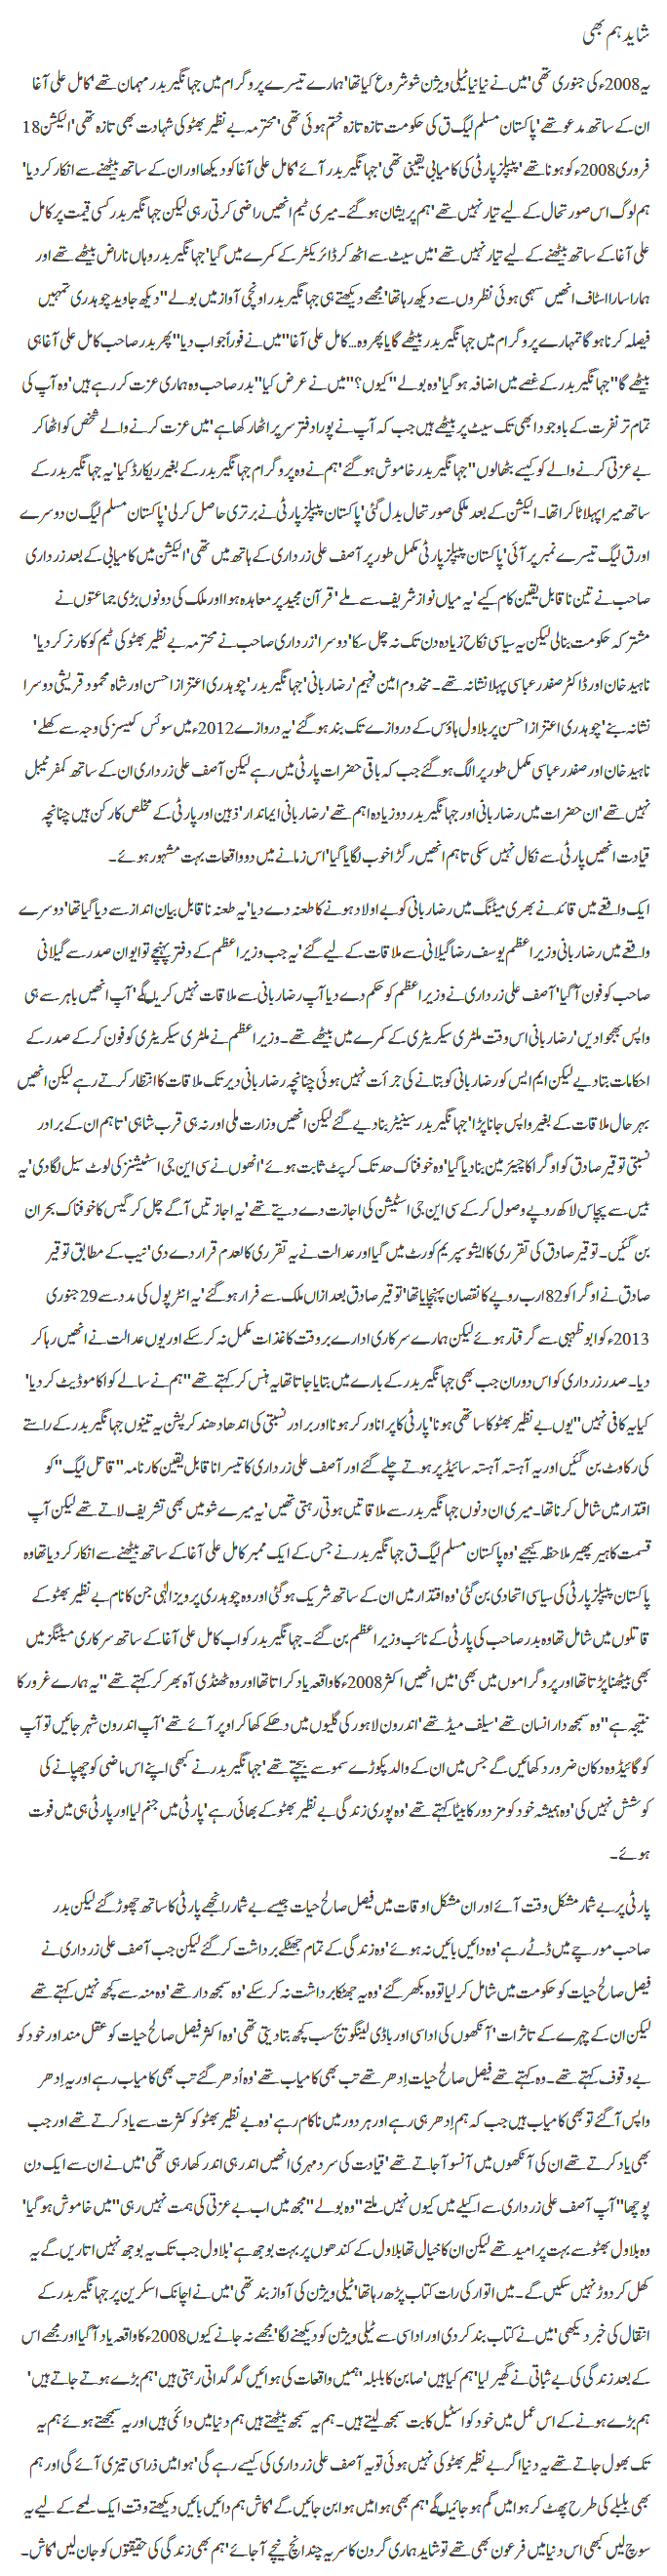 شاید ہم بھی
یہ 2008ء کی جنوری تھی‘ میں نے نیا نیا ٹیلی ویژن شو شروع کیا تھا‘ ہمارے تیسرے پروگرام میں جہانگیر بدر مہمان تھے‘ کامل علی آغا
ان کے ساتھ مدعو تھے‘ پاکستان مسلم لیگ ق کی حکومت تازہ تازہ ختم ہوئی تھی‘ محترمہ بے نظیر بھٹو کی شہادت بھی تازہ تھی‘ الیکشن 18
فروری 2008ء کو ہونا تھے‘ پیپلز پارٹی کی کامیابی یقینی تھی‘ جہانگیر بدر آئے‘ کامل علی آغا کو دیکھا اور ان کے ساتھ بیٹھنے سے انکار کر دیا‘
ہم لوگ اس صورتحال کے لیے تیار نہیں تھے‘ ہم پریشان ہو گئے۔ میری ٹیم انھیں راضی کرتی رہی لیکن جہانگیر بدر کسی قیمت پر کامل
علی آغا کے ساتھ بیٹھنے کے لیے تیار نہیں تھے‘ میں سیٹ سے اٹھ کر ڈائریکٹر کے کمرے میں گیا‘ جہانگیر بدر وہاں ناراض بیٹھے تھے اور
ہمارا سارا اسٹاف انھیں سہمی ہوئی نظروں سے دیکھ رہا تھا‘ مجھے دیکھتے ہی جہانگیر بدر اونچی آواز میں بولے ’’دیکھ جاوید چوہدری تمہیں
فیصلہ کرنا ہو گا تمہارے پروگرام میں جہانگیر بدر بیٹھے گا یا پھر وہ... کامل علی آغا‘‘ میں نے فوراً جواب دیا’’ پھر بدر صاحب کامل علی آغا ہی
بیٹھے گا‘‘ جہانگیر بدر کے غصے میں اضافہ ہو گیا‘ وہ بولے ’’کیوں؟‘‘ میں نے عرض کیا’’ بدر صاحب وہ ہماری عزت کر رہے ہیں‘ وہ آپ کی
تمام تر نفرت کے باوجود ابھی تک سیٹ پر بیٹھے ہیں جب کہ آپ نے پورا دفتر سر پر اٹھا رکھا ہے‘ میں عزت کرنے والے شخص کو اٹھا کر
بے عزتی کرنے والے کو کیسے بٹھا لوں‘‘ جہانگیر بدر خاموش ہو گئے‘ ہم نے وہ پروگرام جہانگیر بدر کے بغیر ریکارڈ کیا‘ یہ جہانگیر بدر کے
ساتھ میرا پہلا ٹاکرا تھا۔ الیکشن کے بعد ملکی صورتحال بدل گئی‘ پاکستان پیپلز پارٹی نے برتری حاصل کر لی‘ پاکستان مسلم لیگ ن دوسرے
اور ق لیگ تیسرے نمبر پر آئی‘ پاکستان پیپلز پارٹی مکمل طور پر آصف علی زرداری کے ہاتھ میں تھی‘ الیکشن میں کامیابی کے بعد زرداری
صاحب نے تین ناقابل یقین کام کیے‘ یہ میاں نواز شریف سے ملے‘ قرآن مجید پر معاہدہ ہوا اور ملک کی دونوں بڑی جماعتوں نے
مشترکہ حکومت بنا لی لیکن یہ سیاسی نکاح زیادہ دن تک نہ چل سکا‘ دوسرا‘ زرداری صاحب نے محترمہ بے نظیر بھٹو کی ٹیم کو کارنر کر دیا‘
ناہید خان اور ڈاکٹر صفدر عباسی پہلا نشانہ تھے۔ مخدوم امین فہیم‘ رضا ربانی‘ جہانگیر بدر‘ چوہدری اعتزاز احسن اور شاہ محمود قریشی دوسرا
نشانہ بنے‘ چوہدری اعتزاز احسن پر بلاول ہاؤس کے دروازے تک بند ہو گئے‘ یہ دروازے 2012ء میں سوئس کیسز کی وجہ سے کھلے‘
ناہید خان اور صفدر عباسی مکمل طور پر الگ ہو گئے جب کہ باقی حضرات پارٹی میں رہے لیکن آصف علی زرداری ان کے ساتھ کمفرٹیبل
نہیں تھے‘ ان حضرات میں رضا ربانی اور جہانگیر بدر دو زیادہ اہم تھے‘ رضا ربانی ایماندار‘ ذہین اور پارٹی کے مخلص کارکن ہیں چنانچہ
قیادت انھیں پارٹی سے نکال نہیں سکی تاہم انھیں رگڑا خوب لگایا گیا‘ اس زمانے میں دو واقعات بہت مشہور ہوئے۔
ایک واقعے میں قائد نے بھری میٹنگ میں رضا ربانی کو بے اولاد ہونے کا طعنہ دے دیا‘ یہ طعنہ ناقابل بیان انداز سے دیا گیا تھا‘ دوسرے
واقعے میں رضا ربانی وزیراعظم یوسف رضا گیلانی سے ملاقات کے لیے گئے‘ یہ جب وزیراعظم کے دفتر پہنچے تو ایوان صدر سے گیلانی
صاحب کو فون آ گیا‘ آصف علی زرداری نے وزیراعظم کو حکم دے دیا آپ رضا ربانی سے ملاقات نہیں کریں گے‘ آپ انھیں باہر سے ہی
واپس بھجوا دیں‘ رضا ربانی اس وقت ملٹری سیکریٹری کے کمرے میں بیٹھے تھے۔ وزیراعظم نے ملٹری سیکریٹری کو فون کر کے صدر کے
احکامات بتا دیے لیکن ایم ایس کو رضا ربانی کو بتانے کی جرأت نہیں ہوئی چنانچہ رضا ربانی دیر تک ملاقات کا انتظار کرتے رہے لیکن انھیں
بہرحال ملاقات کے بغیر واپس جانا پڑا‘ جہانگیر بدر سینیٹر بنا دیے گئے لیکن انھیں وزارت ملی اور نہ ہی قرب شاہی‘ تاہم ان کے برادر
نسبتی توقیر صادق کو اوگرا کا چیئرمین بنا دیا گیا‘ وہ خوفناک حد تک کرپٹ ثابت ہوئے‘ انھوں نے سی این جی اسٹیشنز کی لوٹ سیل لگا دی‘ یہ
بیس سے پچاس لاکھ روپے وصول کر کے سی این جی اسٹیشن کی اجازت دے دیتے تھے‘ یہ اجازتیں آگے چل کر گیس کا خوفناک بحران
بن گئیں۔ توقیر صادق کی تقرری کا ایشو سپریم کورٹ میں گیا اور عدالت نے یہ تقرری کالعدم قرار دے دی‘ نیب کے مطابق توقیر
صادق نے اوگرا کو 82 ارب روپے کا نقصان پہنچایا تھا‘ توقیر صادق بعد ازاں ملک سے فرار ہو گئے‘ یہ انٹرپول کی مدد سے 29 جنوری
2013ء کو ابوظہبی سے گرفتار ہوئے لیکن ہمارے سرکاری ادارے بروقت کاغذات مکمل نہ کر سکے اور یوں عدالت نے انھیں رہا کر
دیا۔ صدر زرداری کو اس دوران جب بھی جہانگیر بدر کے بارے میں بتایا جاتا تھا یہ ہنس کر کہتے تھے ’’ہم نے سالے کو اکاموڈیٹ کر دیا‘
کیا یہ کافی نہیں‘‘ یوں بے نظیر بھٹو کا ساتھی ہونا‘ پارٹی کا پرانا ورکر ہونا اور برادر نسبتی کی اندھا دھند کرپشن یہ تینوں جہانگیر بدر کے راستے
کی رکاوٹ بن گئیں اور یہ آہستہ آہستہ سائیڈ پر ہوتے چلے گئے اور آصف علی زرداری کا تیسرا ناقابل یقین کارنامہ ’’قاتل لیگ‘‘ کو
اقتدار میں شامل کرنا تھا۔ میری ان دنوں جہانگیر بدر سے ملاقاتیں ہوتی رہتی تھیں‘ یہ میرے شو میں بھی تشریف لاتے تھے لیکن آپ
قسمت کا ہیر پھیر ملاحظہ کیجیے‘ وہ پاکستان مسلم لیگ ق جہانگیر بدر نے جس کے ایک ممبر کامل علی آغا کے ساتھ بیٹھنے سے انکار کر دیا تھا وہ
پاکستان پیپلز پارٹی کی سیاسی اتحادی بن گئی‘ وہ اقتدار میں ان کے ساتھ شریک ہو گئی اور وہ چوہدری پرویز الٰہی جن کا نام بے نظیر بھٹو کے
قاتلوں میں شامل تھا وہ بدر صاحب کی پارٹی کے نائب وزیراعظم بن گئے۔ جہانگیر بدر کو اب کامل علی آغا کے ساتھ سرکاری میٹنگز میں
بھی بیٹھنا پڑتا تھا اور پروگراموں میں بھی‘ میں انھیں اکثر 2008ء کا واقعہ یاد کراتا تھا اور وہ ٹھنڈی آہ بھر کر کہتے تھے ’’یہ ہمارے غرور کا
نتیجہ ہے‘‘ وہ سمجھ دار انسان تھے‘ سیلف میڈ تھے‘ اندرون لاہور کی گلیوں میں دھکے کھا کر اوپر آئے تھے‘ آپ اندرون شہر جائیں تو آپ
کو گائیڈ وہ دکان ضرور دکھائیں گے جس میں ان کے والد پکوڑے سموسے بیچتے تھے‘ جہانگیر بدر نے کبھی اپنے اس ماضی کو چھپانے کی
کوشش نہیں کی‘ وہ ہمیشہ خود کو مزدور کا بیٹا کہتے تھے‘ وہ پوری زندگی بے نظیر بھٹو کے بھائی رہے‘ پارٹی میں جنم لیا اور پارٹی ہی میں فوت
ہوئے۔
پارٹی پر بے شمار مشکل وقت آئے اور ان مشکل اوقات میں فیصل صالح حیات جیسے بے شمار رانجھے پارٹی کا ساتھ چھوڑ گئے لیکن بدر
صاحب مورچے میں ڈٹے رہے‘ وہ دائیں بائیں نہ ہوئے‘ وہ زندگی کے تمام جھٹکے برداشت کر گئے لیکن جب آصف علی زرداری نے
فیصل صالح حیات کو حکومت میں شامل کر لیا تو وہ بکھر گئے‘ وہ یہ جھٹکا برداشت نہ کر سکے‘ وہ سمجھ دار تھے‘ وہ منہ سے کچھ نہیں کہتے تھے
لیکن ان کے چہرے کے تاثرات‘ آنکھوں کی اداسی اور باڈی لینگویج سب کچھ بتا دیتی تھی‘ وہ اکثر فیصل صالح حیات کو عقل مند اور خود کو
بے وقوف کہتے تھے۔ وہ کہتے تھے فیصل صالح حیات اِدھر تھے تب بھی کامیاب تھے‘ وہ اُدھر گئے تب بھی کامیاب رہے اور یہ اِدھر
واپس آ گئے تو بھی کامیاب ہیں جب کہ ہم اِدھر ہی رہے اور ہر دور میں ناکام رہے‘ وہ بے نظیر بھٹو کو کثرت سے یاد کرتے تھے اور جب
بھی یاد کرتے تھے ان کی آنکھوں میں آنسو آ جاتے تھے‘ قیادت کی سرد مہری انھیں اندر ہی اندر کھا رہی تھی‘ میں نے ان سے ایک دن
پوچھا’’ آپ آصف علی زرداری سے اکیلے میں کیوں نہیں ملتے‘‘ وہ بولے’’ مجھ میں اب بے عزتی کی ہمت نہیں رہی‘‘ میں خاموش ہو گیا‘
وہ بلاول بھٹو سے بہت پر امید تھے لیکن ان کا خیال تھا بلاول کے کندھوں پر بہت بوجھ ہے‘ بلاول جب تک یہ بوجھ نہیں اتاریں گے یہ
کھل کر دوڑ نہیں سکیں گے۔ میں اتوار کی رات کتاب پڑھ رہا تھا‘ ٹیلی ویژن کی آواز بند تھی‘ میں نے اچانک اسکرین پر جہانگیر بدر کے
انتقال کی خبر دیکھی‘ میں نے کتاب بند کر دی اور اداسی سے ٹیلی ویژن کو دیکھنے لگا‘ مجھے نہ جانے کیوں 2008ء کا واقعہ یاد آ گیا اور مجھے اس
کے بعد زندگی کی بے ثباتی نے گھیر لیا‘ ہم کیا ہیں‘ صابن کا بلبلہ‘ ہمیں واقعات کی ہوائیں گدگداتی رہتی ہیں‘ ہم بڑے ہوتے جاتے ہیں‘
ہم بڑے ہونے کے اس عمل میں خود کو اسٹیل کا بت سمجھ لیتے ہیں۔ ہم یہ سمجھ بیٹھتے ہیں ہم دنیا میں دائمی ہیں اور یہ سمجھتے ہوئے ہم یہ
تک بھول جاتے تھے یہ دنیا اگر بے نظیر بھٹو کی نہیں ہوئی تو یہ آصف علی زرداری کی کیسے رہے گی‘ ہوا میں ذرا سی تیزی آئے گی اور ہم
بھی بلبلے کی طرح پھٹ کر ہوا میں گم ہو جائیں گے‘ ہم بھی ہوا میں ہوا بن جائیں گے‘ کاش ہم دائیں بائیں دیکھتے وقت ایک لمحے کے لیے یہ
سوچ لیں کبھی اس دنیا میں فرعون بھی تھے تو شاید ہماری گردن کا سریہ چند انچ نیچے آ جائے‘ ہم بھی زندگی کی حقیقتوں کو جان لیں‘ کاش۔